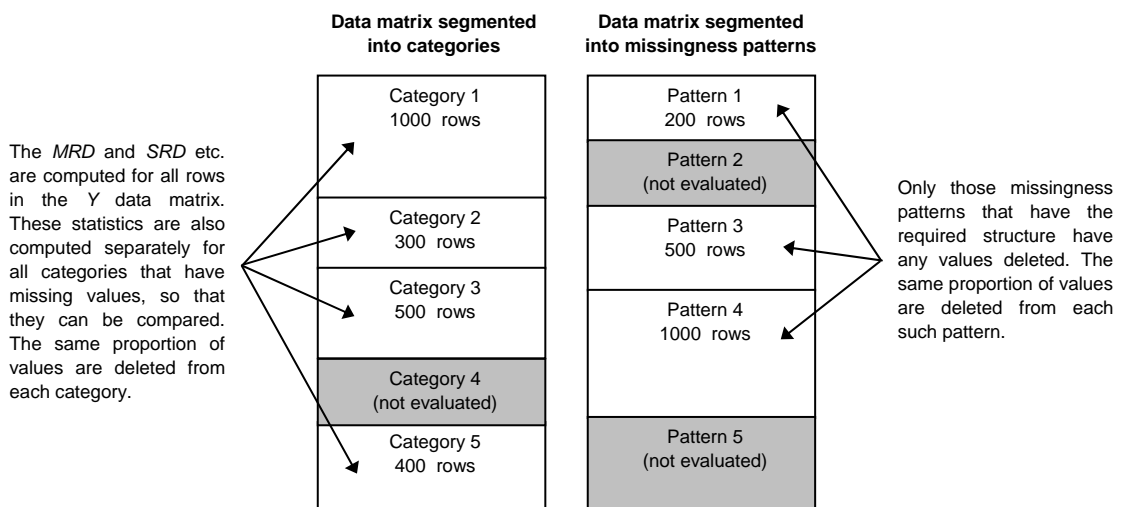 Data matrix segmented
into categories
Data matrix segmented
into missingness patterns
The MRD and SRD etc.
are computed for all rows
in the Y data matrix.
These statistics are also
computed separately for
all categories that have
missing values, so that
they can be compared.
The same proportion of
values are deleted from
each category.
Category 1
1000 rows
Category 2
300 rows
Category 3
500 rows
Category 4
(not evaluated)
Category 5
400 rows
Pattern 1
200 rows
Pattern 2
(not evaluated)
Pattern 3
500 rows
Pattern 4
1000 rows
Pattern 5
(not evaluated)
Only those missingness
patterns that have the
required structure have
any values deleted. The
same proportion of values
are deleted from each
such pattern.